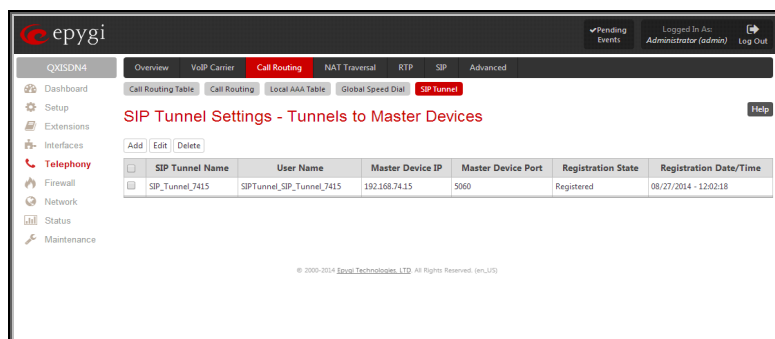 epygi
✔Pending Events
Logged In As:
Administrator (admin)
Log Out
QXISDN4
Overview VoIP Carrier Call Routing NAT Traversal RTP SIP Advanced
Dashboard
Setup
Extensions
Interfaces
Telephony
Firewall
Network
Status
Maintenance
Call Routing Table Call Routing Local AAA Table Global Speed Dial SIP Tunnel
SIP Tunnel Settings - Tunnels to Master Devices
Help
Add Edit Delete
SIP Tunnel Name User Name Master Device IP Master Device Port Registration State Registration Date/Time
SIP_Tunnel_7415 SIPTunnel_SIP_Tunnel_7415 192.168.74.15 5060 Registered 08/27/2014 - 12:02:18
© 2000-2014 Epygi Technologies, LTD. All Rights Reserved. (en_US)